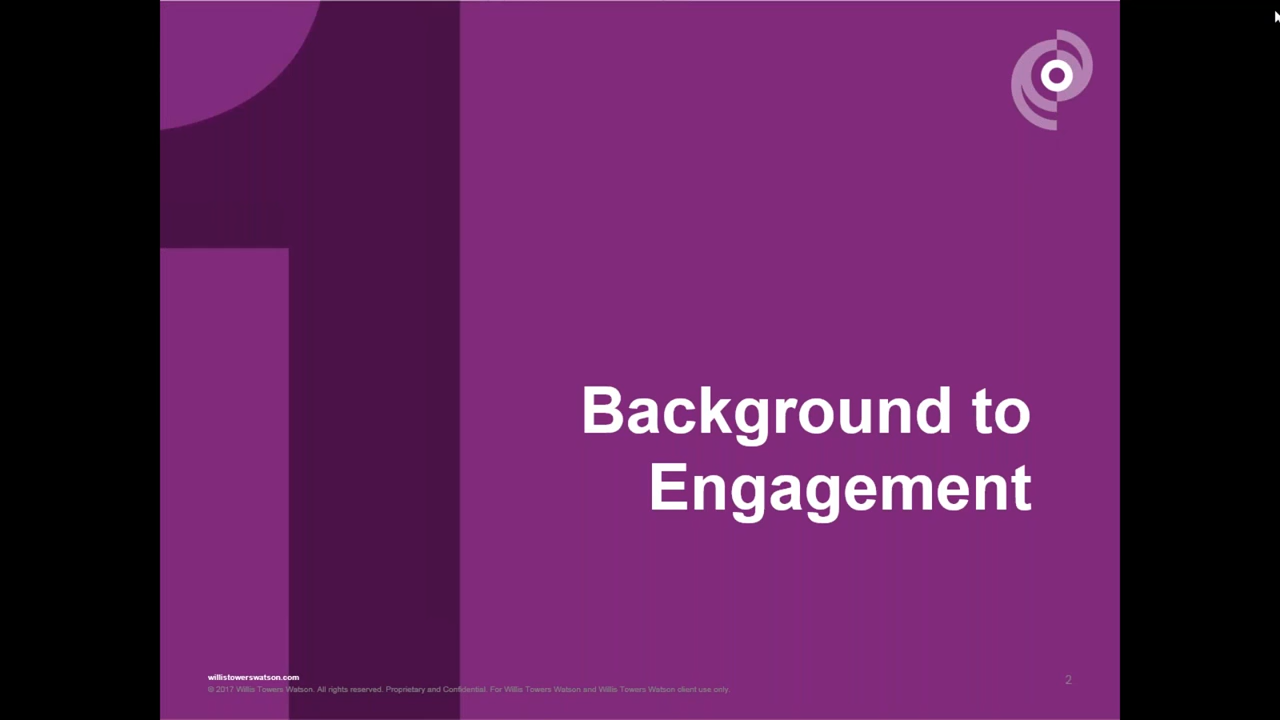 1
Background to
Engagement
willistowerswatson.com
© 2017 Willis Towers Watson. All rights reserved. Proprietary and Confidential. For Willis Towers Watson and Willis Towers Watson client use only.
2